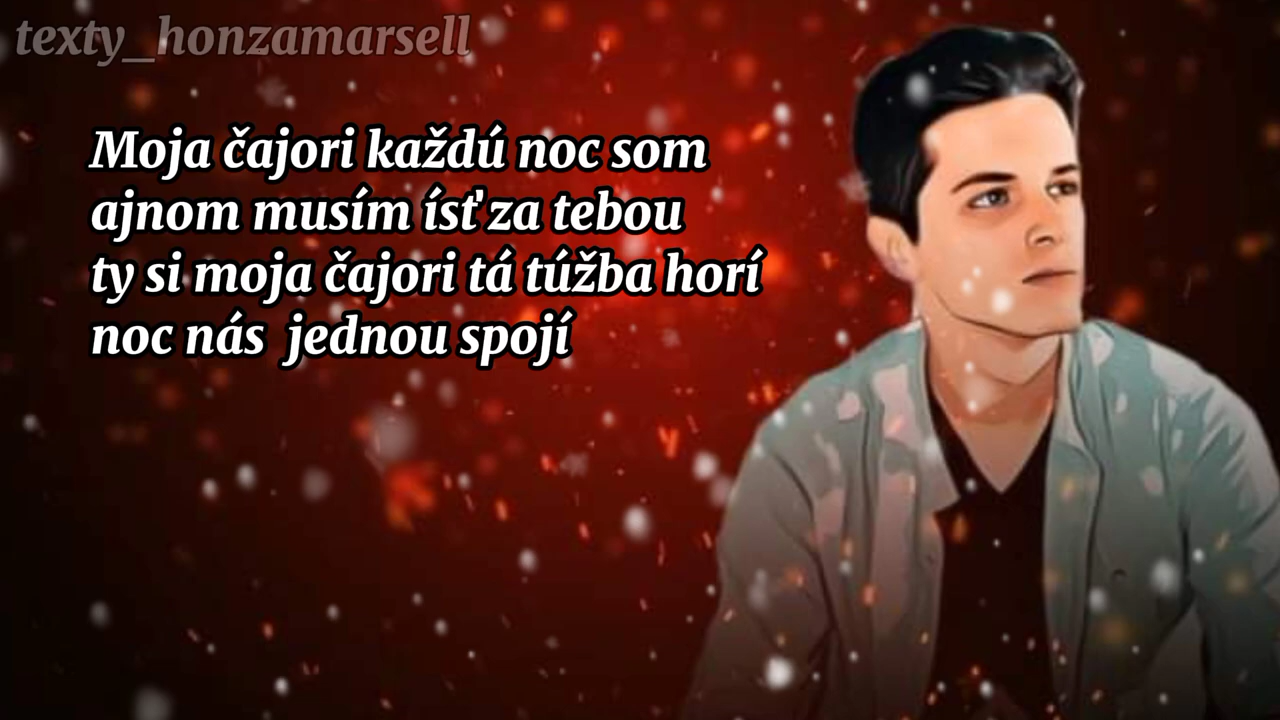 texty_honzamarsell
Moja čajori každú noc som
ajnom musím ísť za tebou
ty si moja čajori tá túžba horí
noc nás jednou spojí